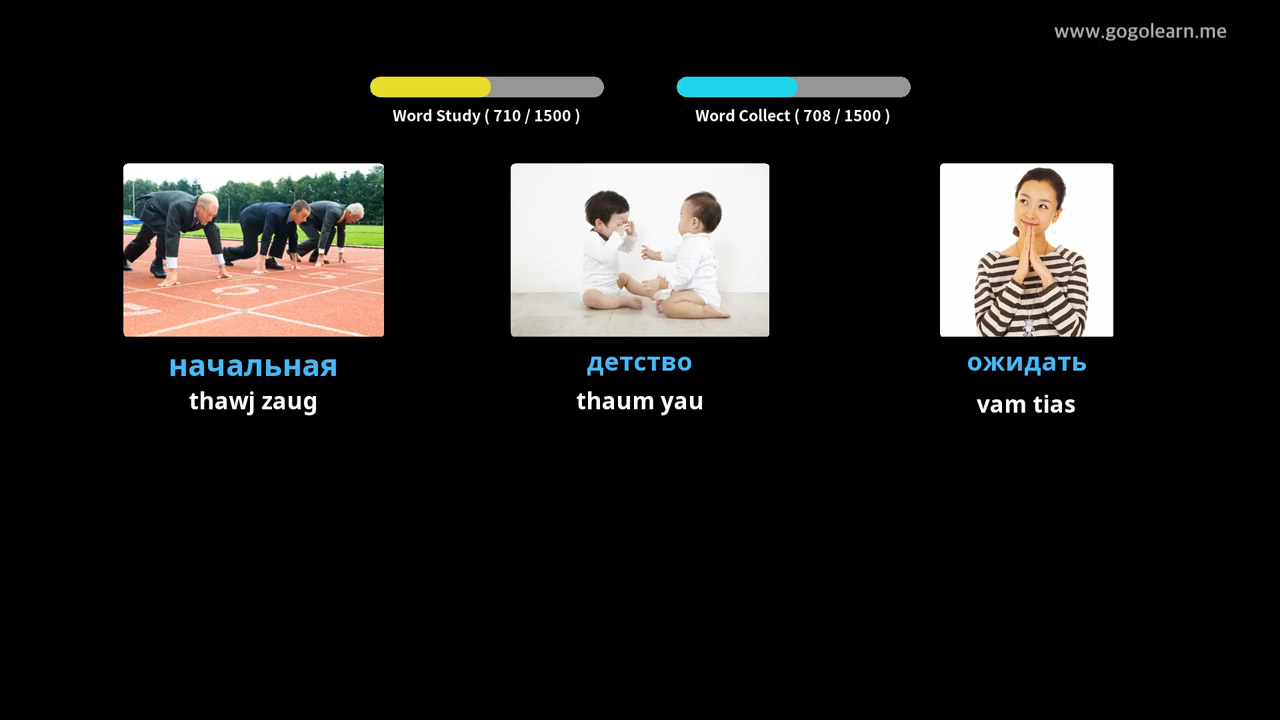 www.gogolearn.me
Word Study ( 710 / 1500 )
Word Collect ( 708 / 1500 )
начальная
детство
ожидать
thawj zaug
thaum yau
vam tias